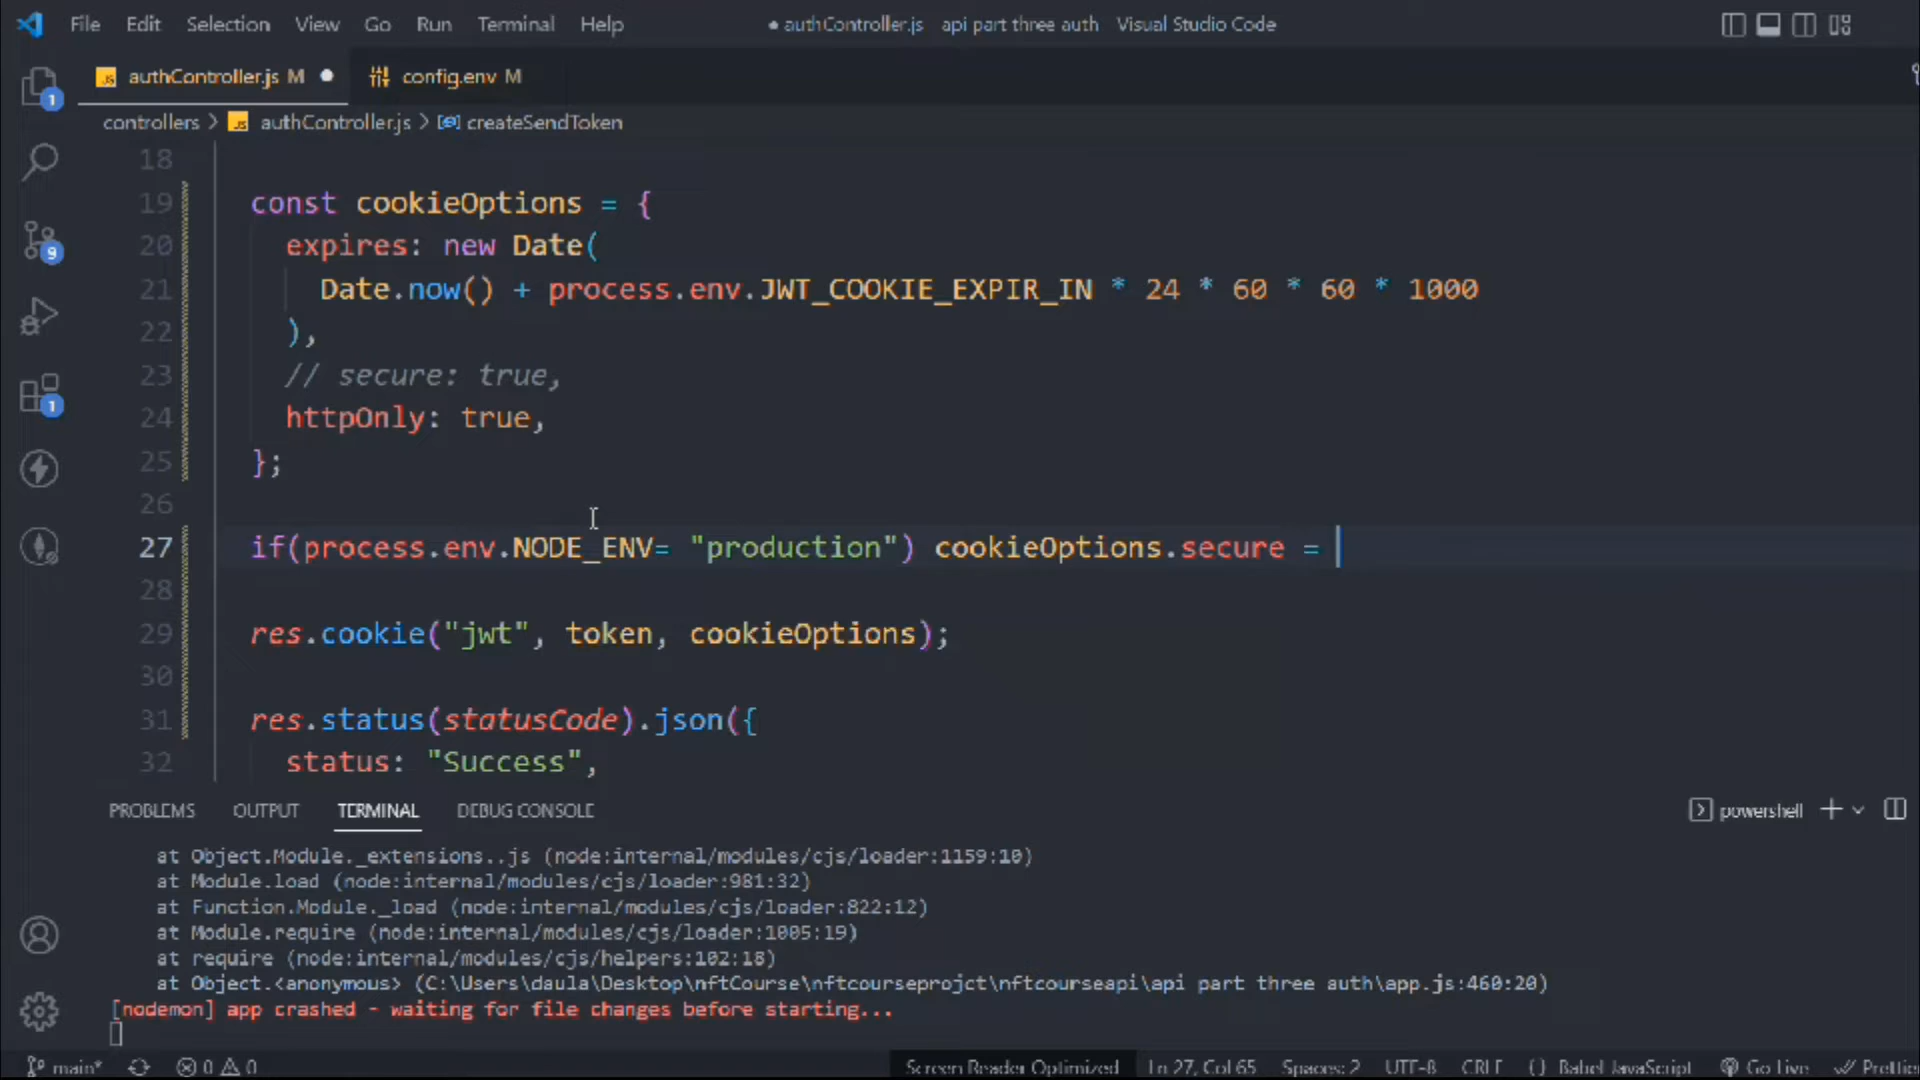 File Edit Selection View Go Run Terminal Help ● authController.js api part three auth Visual Studio Code
JS authController.js M ● config.env M
controllers > JS authController.js > createSendToken
18
19 const cookieOptions = {
20 expires: new Date(
21 Date.now() + process.env.JWT_COOKIE_EXPIR_IN * 24 * 60 * 60 * 1000
22 ),
23 // secure: true,
24 httpOnly: true,
25 };
26
27 if(process.env.NODE_ENV= "production") cookieOptions.secure =
28
29 res.cookie("jwt", token, cookieOptions);
30
31 res.status(statusCode).json({
32 status: "Success",
1
9
1
PROBLEMS OUTPUT TERMINAL DEBUG CONSOLE powershell
at Object.Module._extensions..js (node:internal/modules/cjs/loader:1159:10)
at Module.load (node:internal/modules/cjs/loader:981:32)
at Function.Module._load (node:internal/modules/cjs/loader:822:12)
at Module.require (node:internal/modules/cjs/loader:1005:19)
at require (node:internal/modules/cjs/helpers:102:18)
at Object.<anonymous> (C:\Users\daula\Desktop\nftCourse\nftcourseprojct\nftcourseapi\api part three auth\app.js:460:20)
[nodemon] app crashed - waiting for file changes before starting...
main* 0 0 Screen Reader Optimized Ln 27, Col 65 Spaces: 2 UTF-8 CRLF {} Babel JavaScript Go Live Prettie